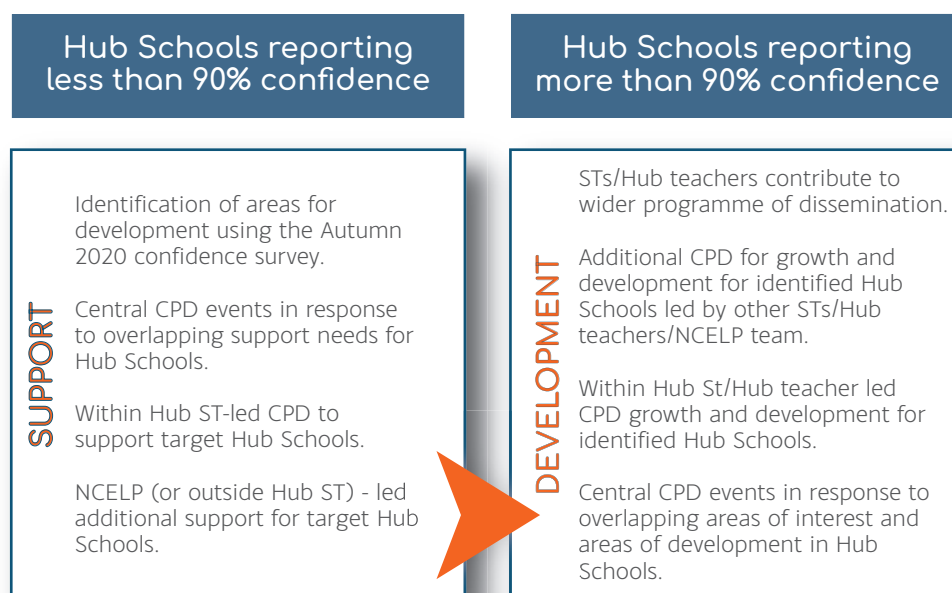 Hub Schools reporting
less than 90% confidence
SUPPORT
Identification of areas for
development using the Autumn
2020 confidence survey.
Central CPD events in response
to overlapping support needs for
Hub Schools.
Within Hub ST-led CPD to
support target Hub Schools.
NCELP (or outside Hub ST) - led
additional support for target Hub
Schools.
Hub Schools reporting
more than 90% confidence
DEVELOPMENT
STs/Hub teachers contribute to
wider programme of dissemination.
Additional CPD for growth and
development for identified Hub
Schools led by other STs/Hub
teachers/NCELP team.
Within Hub St/Hub teacher led
CPD growth and development for
identified Hub Schools.
Central CPD events in response to
overlapping areas of interest and
areas of development in Hub
Schools.